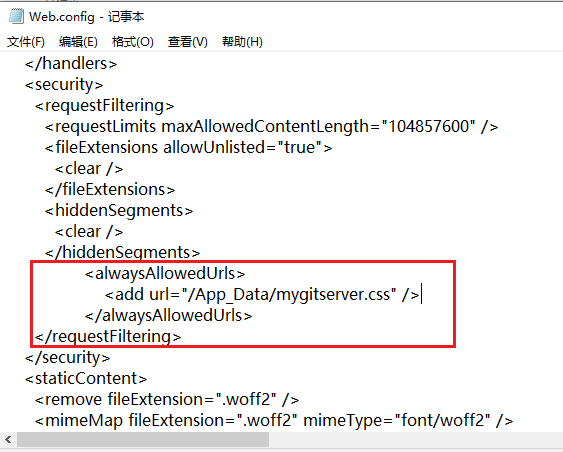 Web.config - 记事本
文件(F) 编辑(E) 格式(O) 查看(V) 帮助(H)
</handlers>
<security>
<requestFiltering>
<requestLimits maxAllowedContentLength="104857600" />
<fileExtensions allowUnlisted="true">
<clear />
</fileExtensions>
<hiddenSegments>
<clear />
</hiddenSegments>
<alwaysAllowedUrls>
<add url="/App_Data/mygitserver.css" />
</alwaysAllowedUrls>
</requestFiltering>
</security>
<staticContent>
<remove fileExtension=".woff2" />
<mimeMap fileExtension=".woff2" mimeType="font/woff2" />